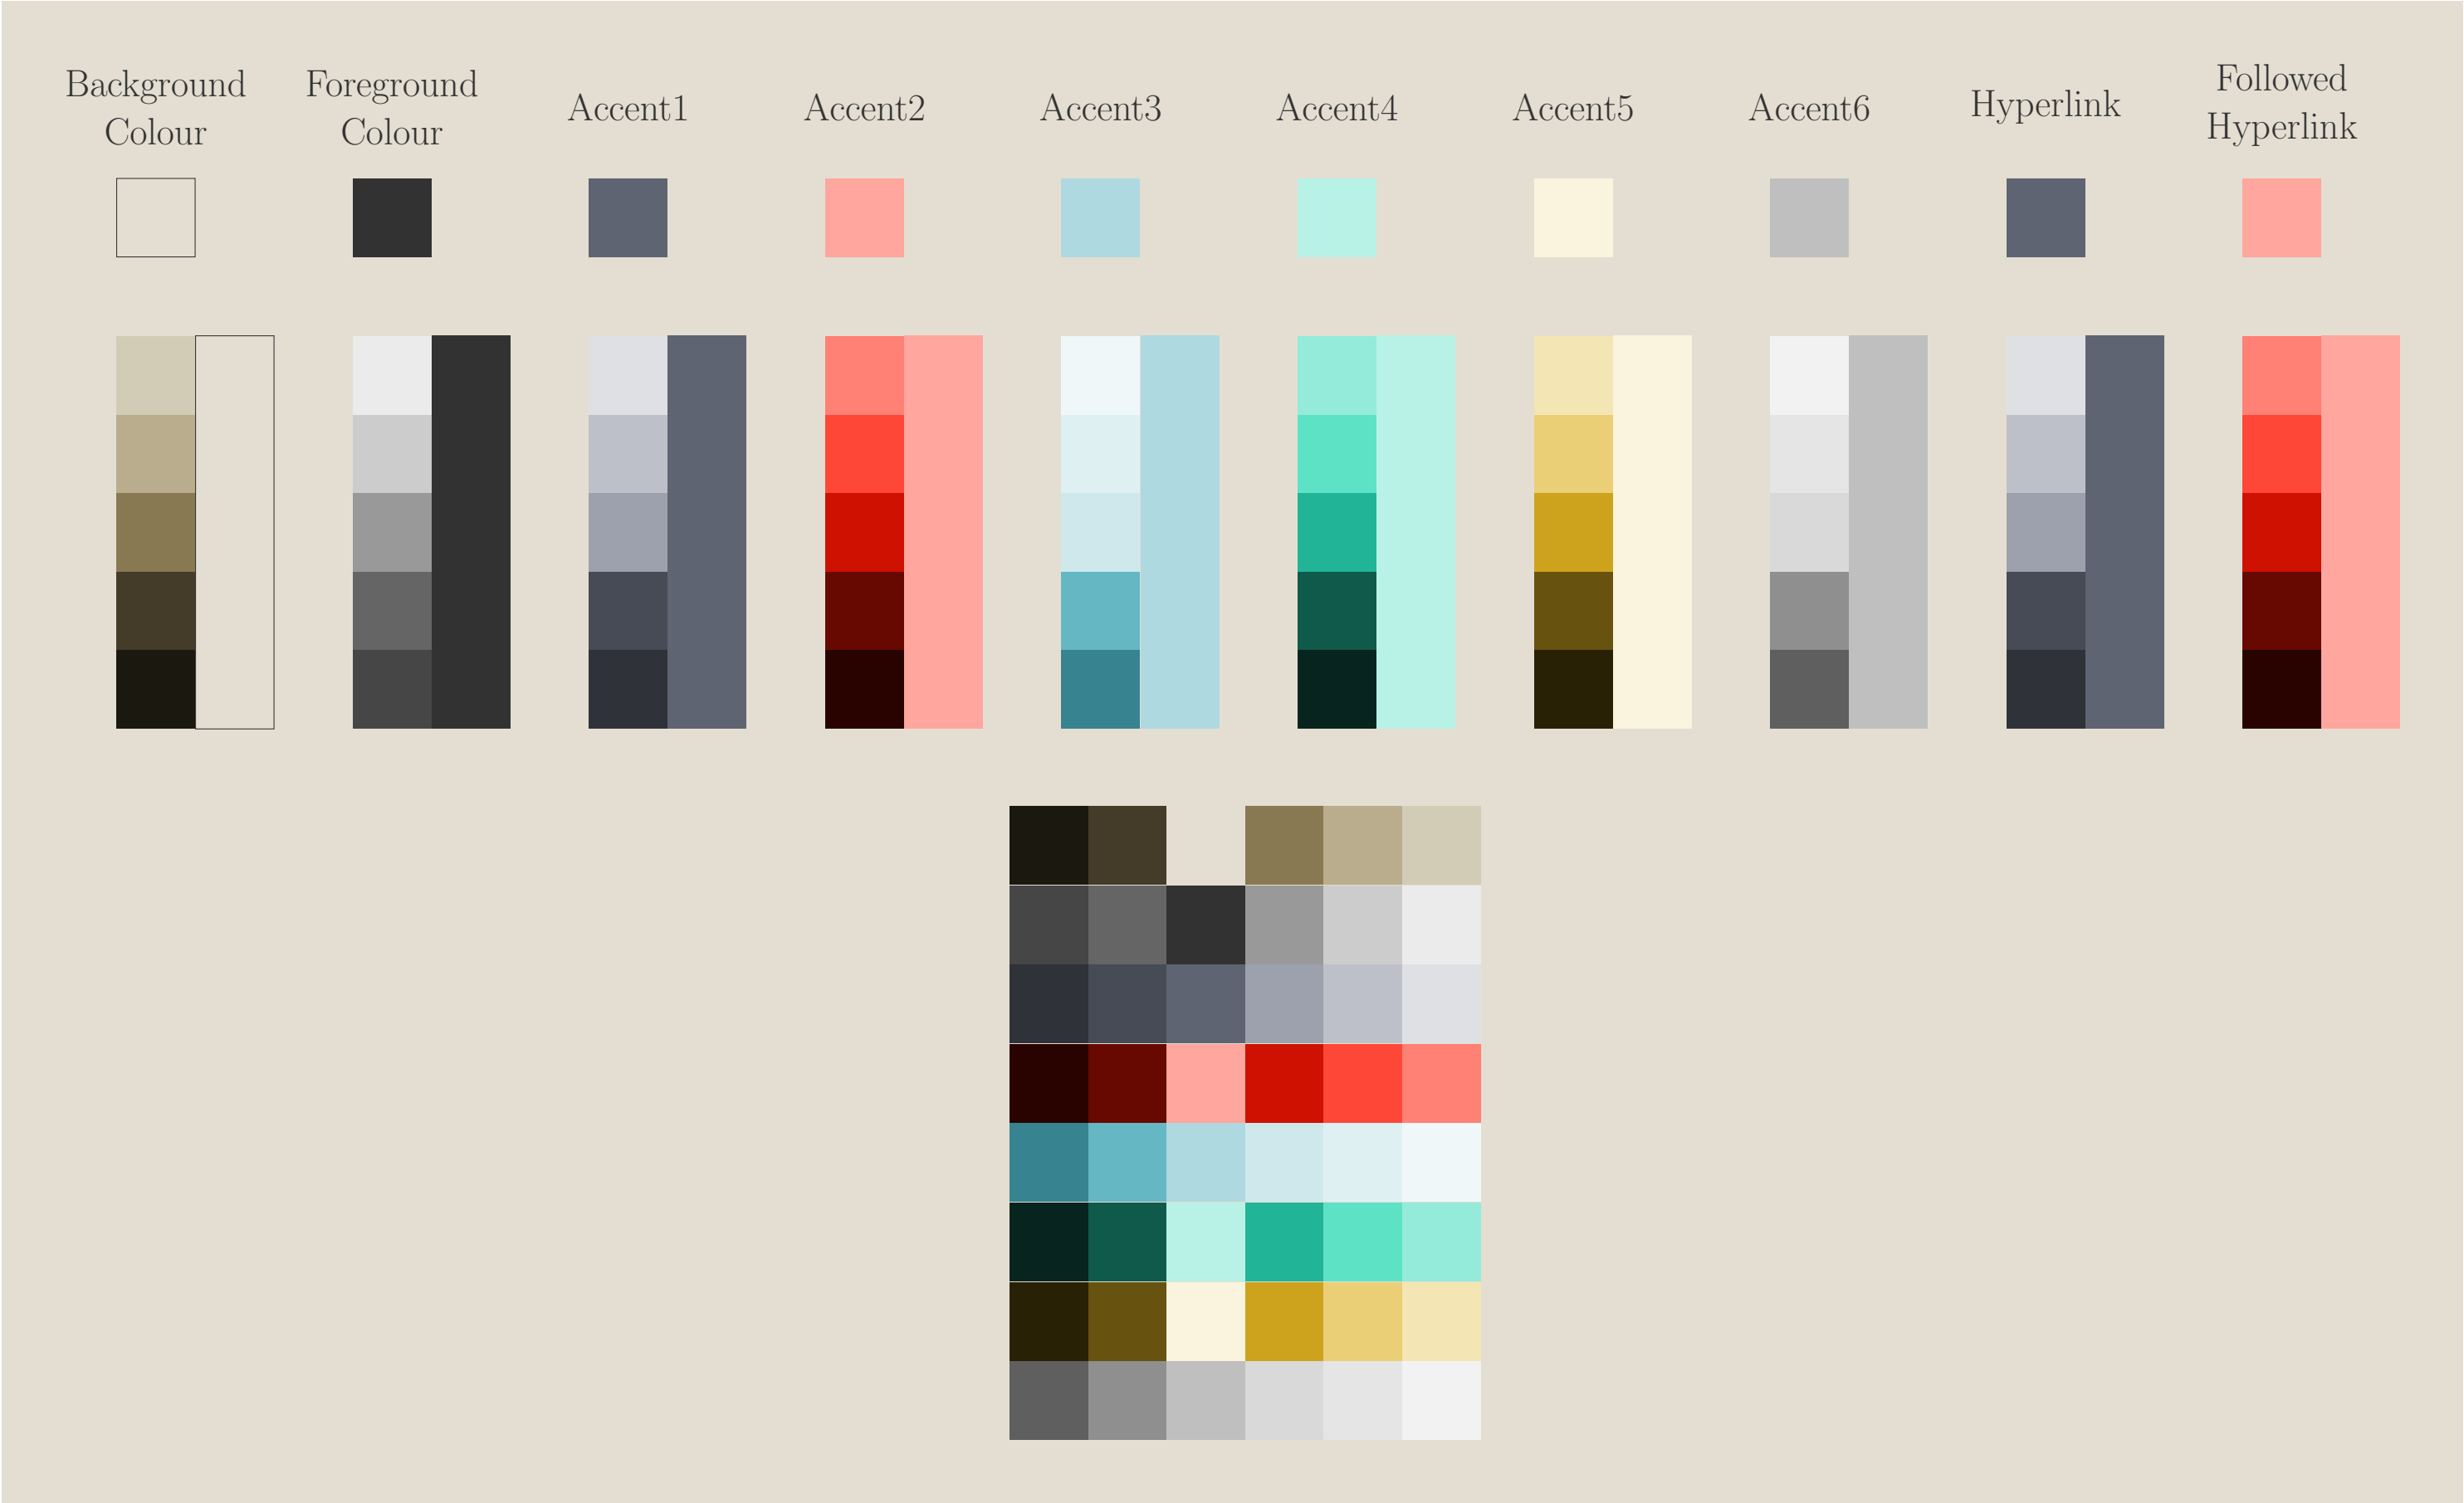 Background
Colour
Foreground
Colour
Accent1
Accent2
Accent3
Accent4
Accent5
Accent6
Hyperlink
Followed
Hyperlink